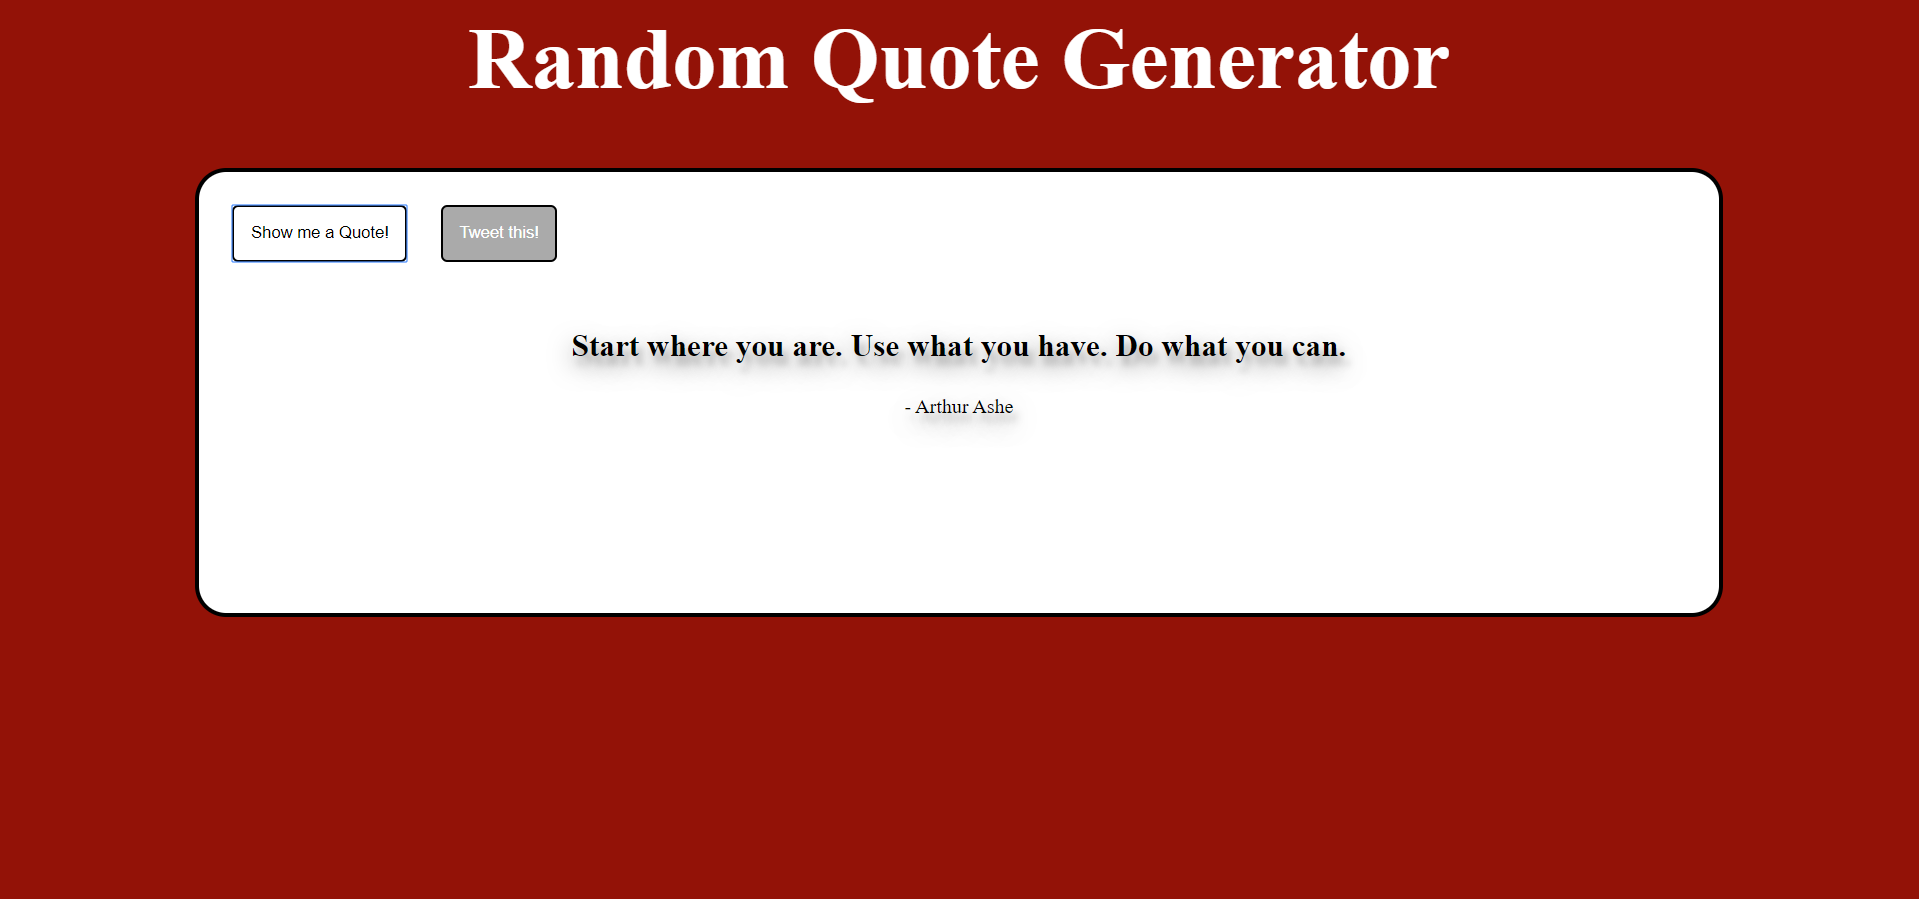 Random Quote Generator
Show me a Quote! Tweet this!
Start where you are. Use what you have. Do what you can.
- Arthur Ashe